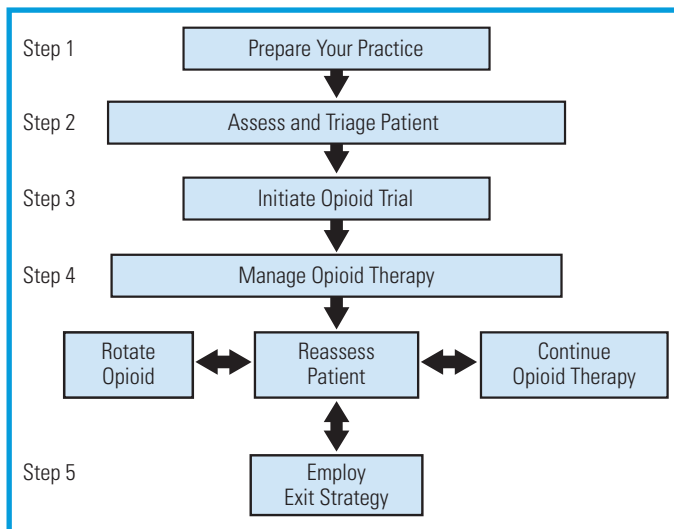 Step 1
Prepare Your Practice
Step 2
Assess and Triage Patient
Step 3
Initiate Opioid Trial
Step 4
Manage Opioid Therapy
Rotate
Opioid
Reassess
Patient
Continue
Opioid Therapy
Step 5
Employ
Exit Strategy